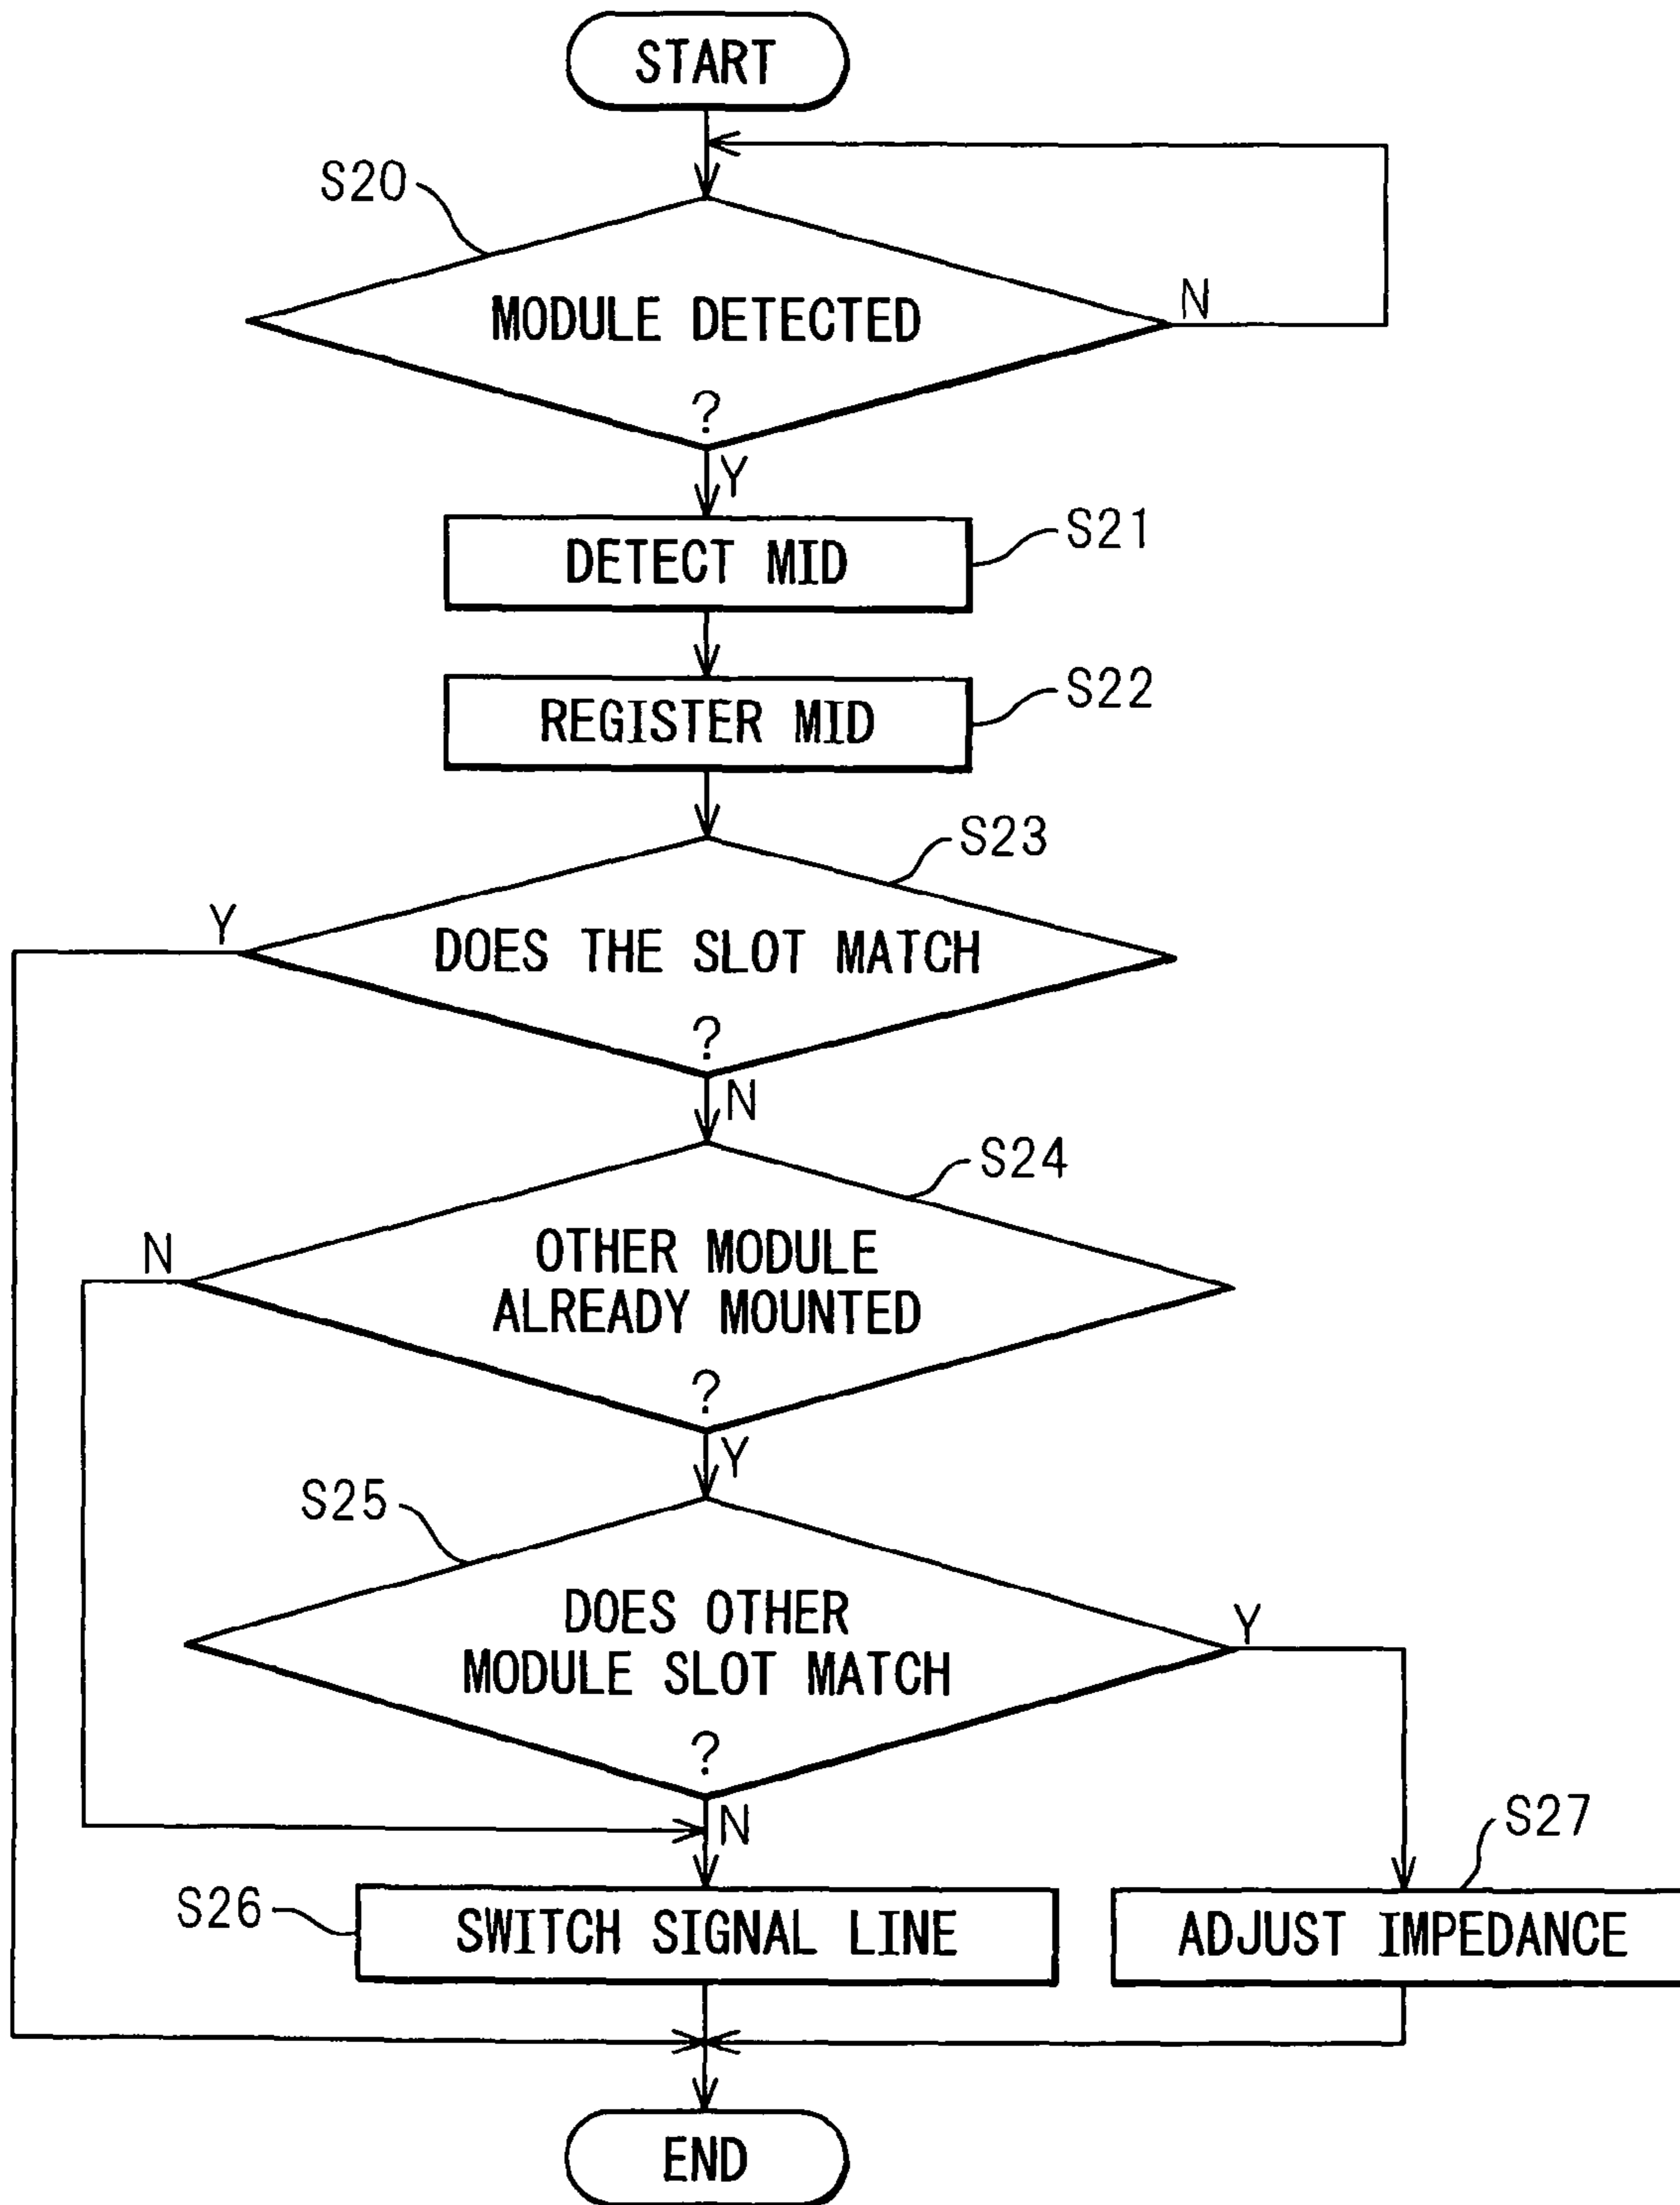 START
S20
MODULE DETECTED
N
?
Y
DETECT MID
S21
REGISTER MID
S22
S23
Y
DOES THE SLOT MATCH
?
N
S24
N
OTHER MODULE
ALREADY MOUNTED
?
Y
S25
DOES OTHER
MODULE SLOT MATCH
Y
?
N
S27
S26
SWITCH SIGNAL LINE
ADJUST IMPEDANCE
END